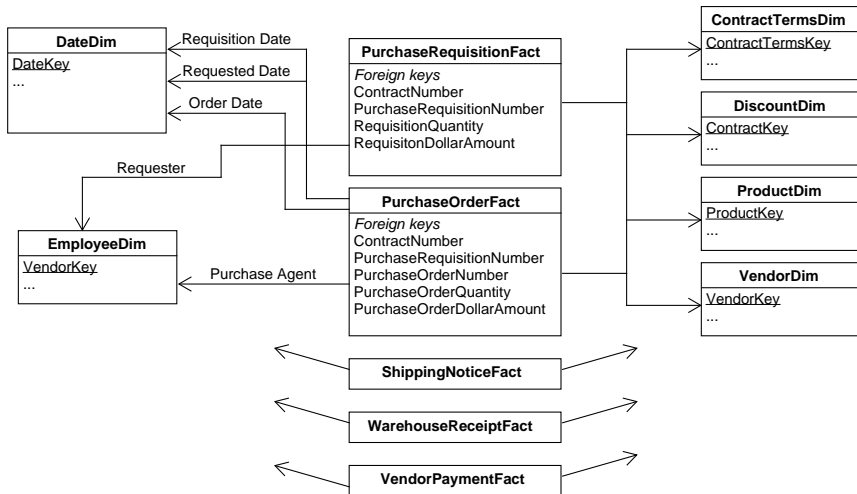 DateDim
DateKey
...
Requisition Date
Requested Date
Order Date
Requester
EmployeeDim
VendorKey
...
Purchase Agent
PurchaseRequisitionFact
Foreign keys
ContractNumber
PurchaseRequisitionNumber
RequisitionQuantity
RequisitonDollarAmount
PurchaseOrderFact
Foreign keys
ContractNumber
PurchaseRequisitionNumber
PurchaseOrderNumber
PurchaseOrderQuantity
PurchaseOrderDollarAmount
ShippingNoticeFact
WarehouseReceiptFact
VendorPaymentFact
ContractTermsDim
ContractTermsKey
...
DiscountDim
ContractKey
...
ProductDim
ProductKey
...
VendorDim
VendorKey
...